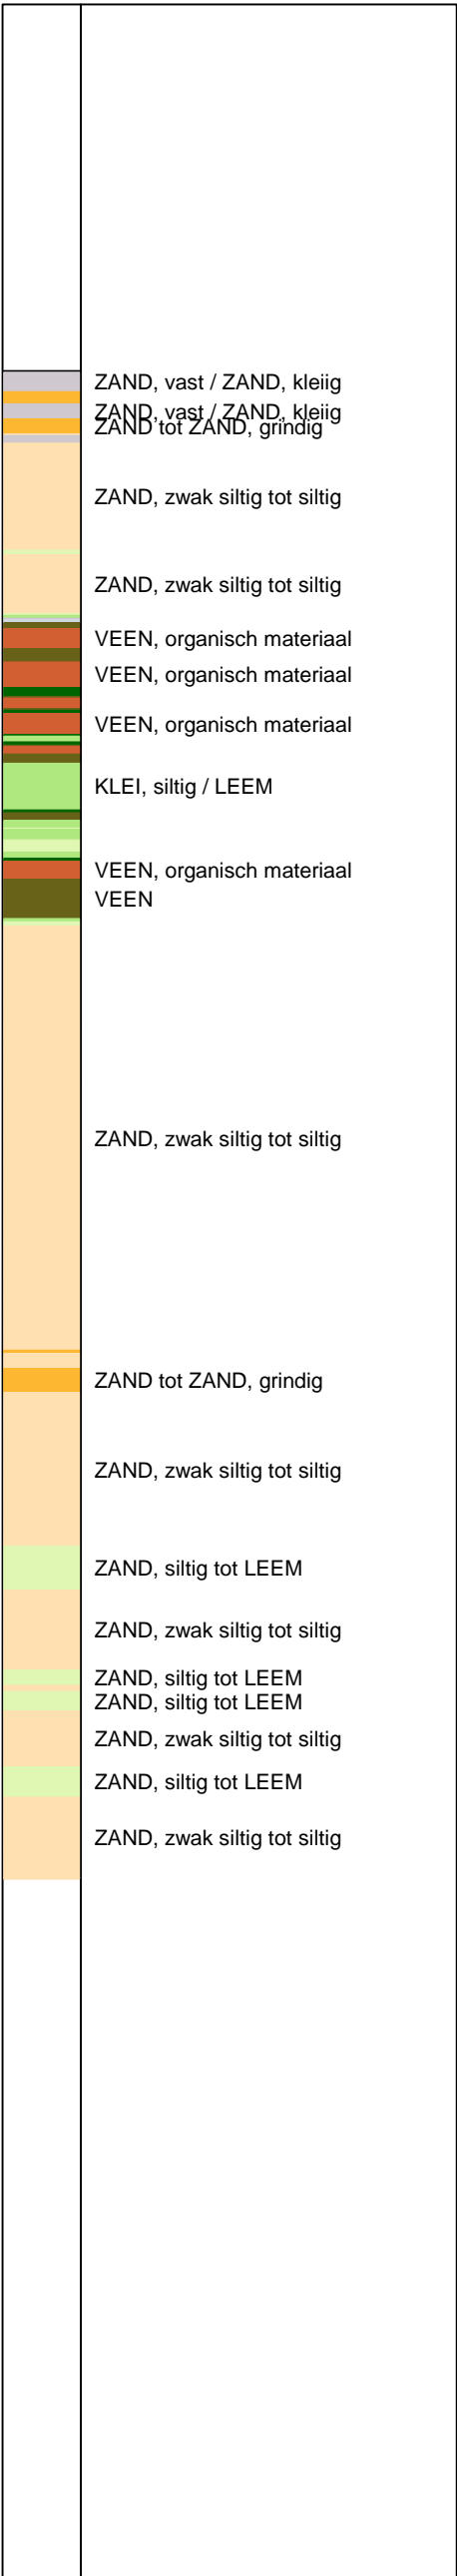 ZAND, vast / ZAND, kleiig
ZAND, vast / ZAND, kleiig
ZAND tot ZAND, grindig
ZAND, zwak siltig tot siltig
ZAND, zwak siltig tot siltig
VEEN, organisch materiaal
VEEN, organisch materiaal
VEEN, organisch materiaal
KLEI, siltig / LEEM
VEEN, organisch materiaal
VEEN
ZAND, zwak siltig tot siltig
ZAND tot ZAND, grindig
ZAND, zwak siltig tot siltig
ZAND, siltig tot LEEM
ZAND, zwak siltig tot siltig
ZAND, siltig tot LEEM
ZAND, siltig tot LEEM
ZAND, zwak siltig tot siltig
ZAND, siltig tot LEEM
ZAND, zwak siltig tot siltig